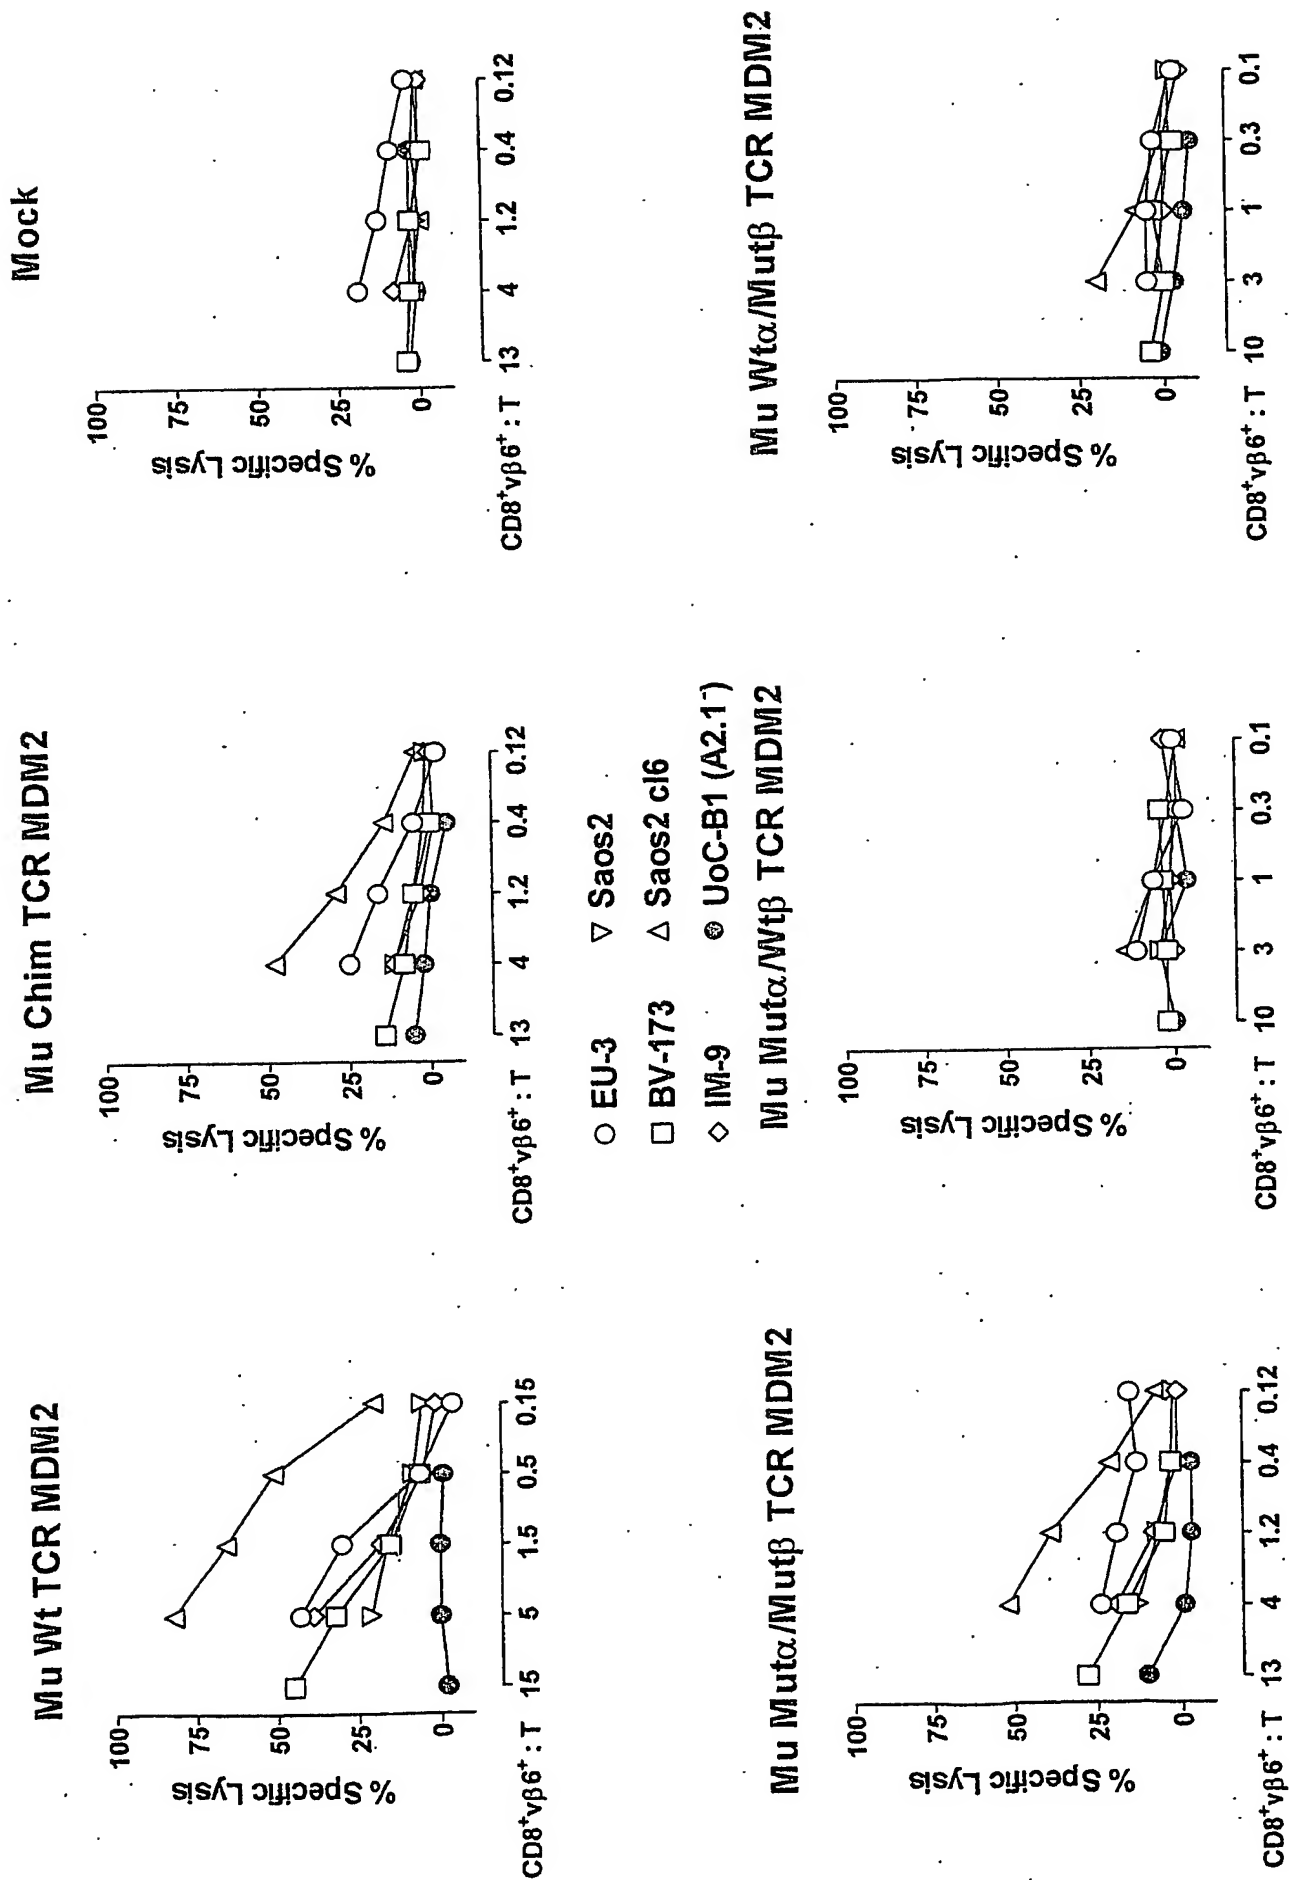 Mu Wt TCR MDM2
% Specific Lysis
100
75
50
25
0
CD8⁺vβ6⁺: T 15 5 1.5 0.5 0.15
Mu Chim TCR MDM2
% Specific Lysis
100
75
50
25
0
CD8⁺vβ6⁺: T 13 4 1.2 0.4 0.12
Mock
% Specific Lysis
100
75
50
25
0
CD8⁺vβ6⁺: T 13 4 1.2 0.4 0.12
EU-3 Saos2
BV-173 Saos2 cl6
IM-9 UoC-B1 (A2.1⁻)
Mu Mutα/Mutβ TCR MDM2
% Specific Lysis
100
75
50
25
0
CD8⁺vβ6⁺: T 13 4 1.2 0.4 0.12
Mu Mutα/Wtβ TCR MDM2
% Specific Lysis
100
75
50
25
0
CD8⁺vβ6⁺: T 10 3 1 0.3 0.1
Mu Wtα/Mutβ TCR MDM2
% Specific Lysis
100
75
50
25
0
CD8⁺vβ6⁺: T 10 3 1 0.3 0.1